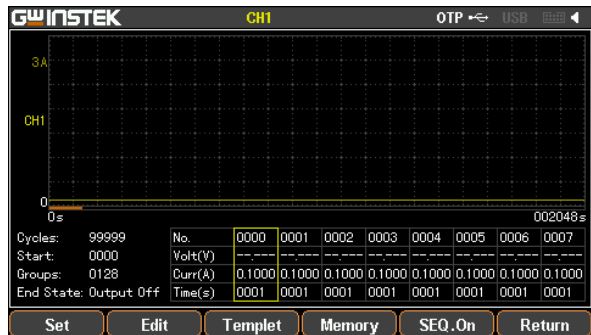 GWINSTEK CH1 OTP USB
3A
CH1
0
0s 002048s
Cycles: 99999 No. 0000 0001 0002 0003 0004 0005 0006 0007
Start: 0000 Volt(V) --.--- --.--- --.--- --.--- --.--- --.--- --.--- --.---
Groups: 0128 Curr(A) 0.1000 0.1000 0.1000 0.1000 0.1000 0.1000 0.1000 0.1000
End State: Output Off Time(s) 0001 0001 0001 0001 0001 0001 0001 0001
Set Edit Templet Memory SEQ.On Return